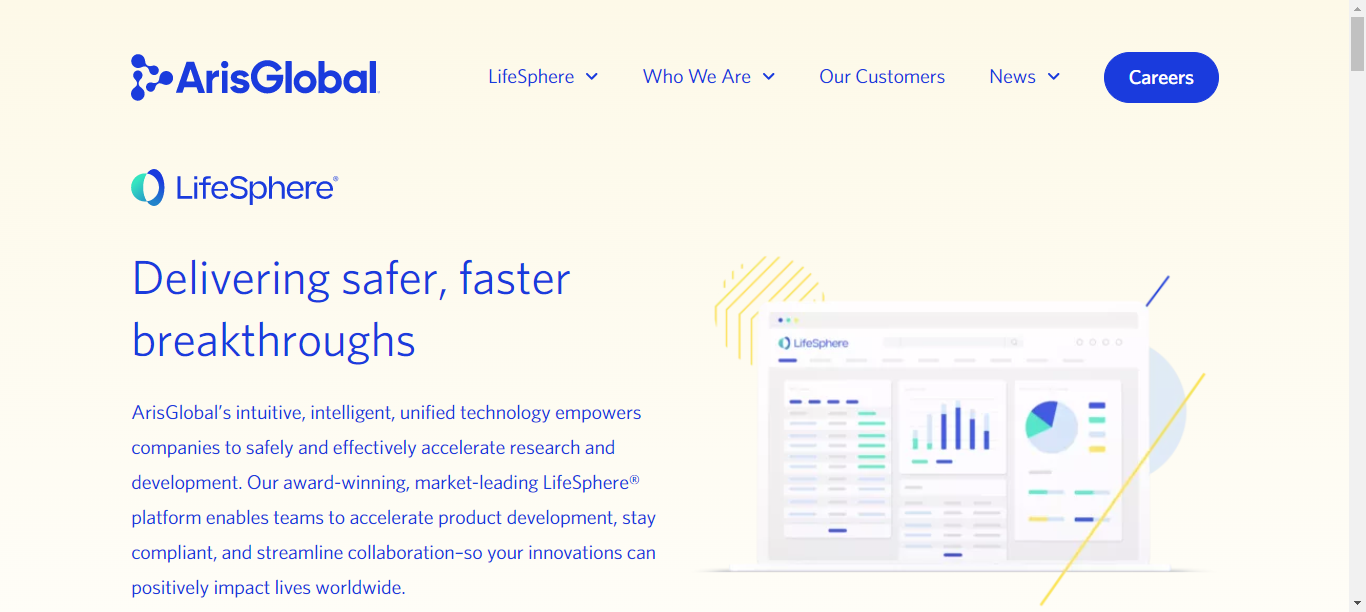 ArisGlobal
LifeSphere
Who We Are
Our Customers
News
Careers
LifeSphere®
Delivering safer, faster
breakthroughs
LifeSphere
ArisGlobal’s intuitive, intelligent, unified technology empowers
companies to safely and effectively accelerate research and
development. Our award-winning, market-leading LifeSphere®
platform enables teams to accelerate product development, stay
compliant, and streamline collaboration–so your innovations can
positively impact lives worldwide.